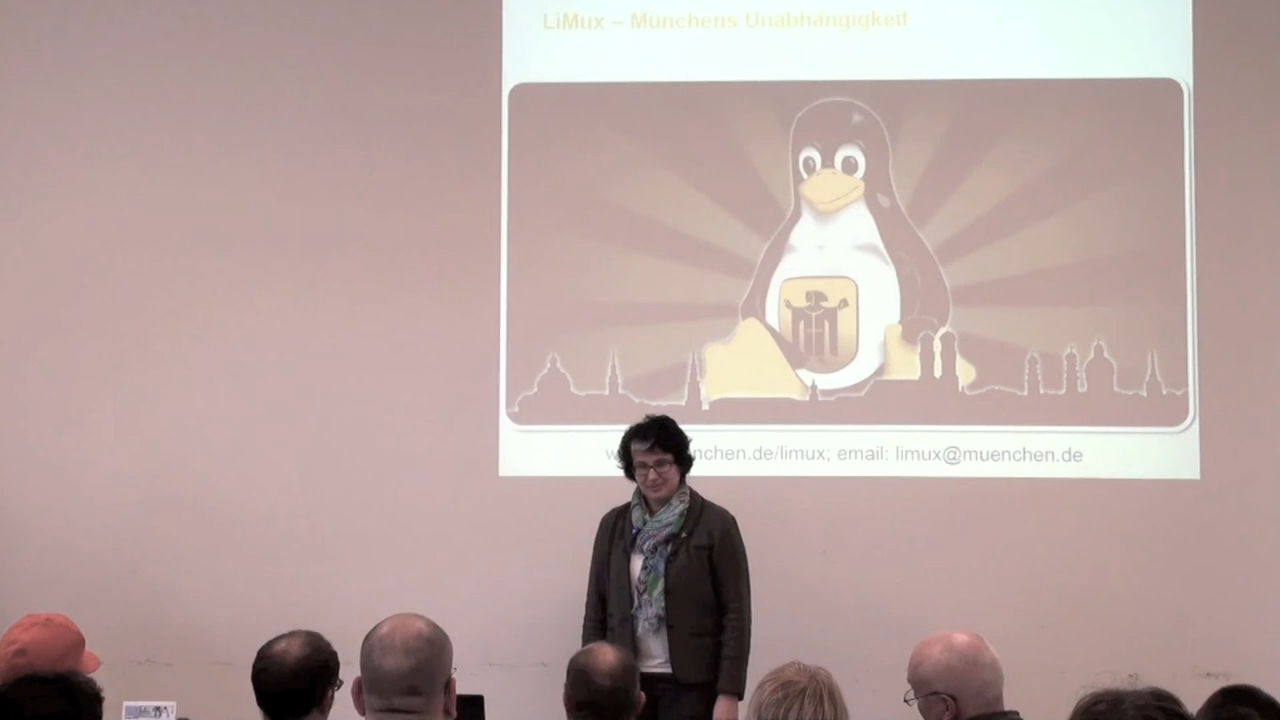 LiMux – Münchens Unabhängigkeit
nchen.de/limux; email: limux@muenchen.de